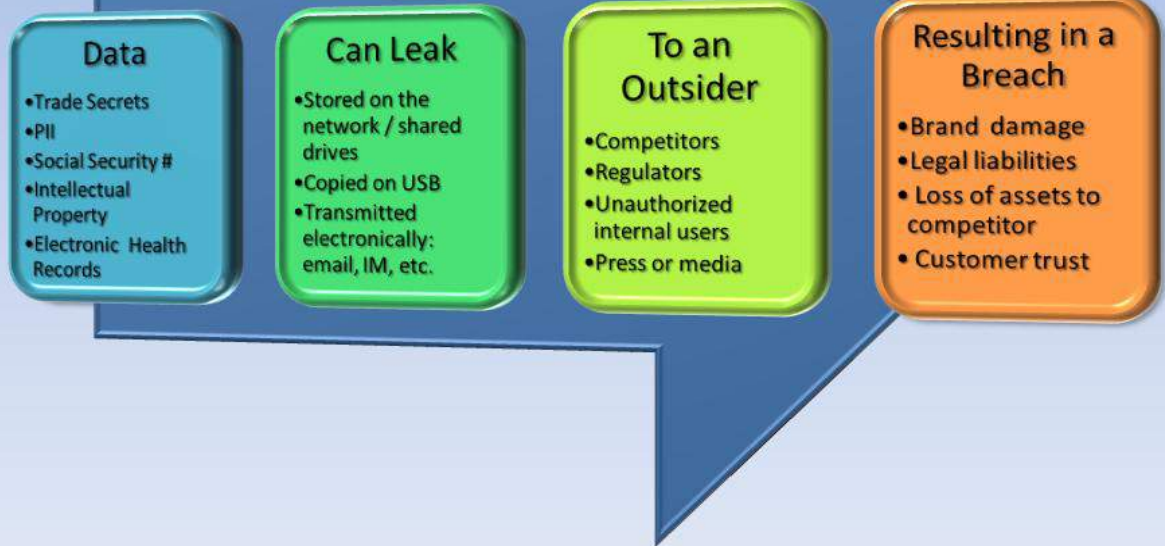 Data
•Trade Secrets
•PII
•Social Security #
•Intellectual
Property
•Electronic Health
Records
Can Leak
•Stored on the
network / shared
drives
•Copied on USB
•Transmitted
electronically:
email, IM, etc.
To an
Outsider
•Competitors
•Regulators
•Unauthorized
internal users
•Press or media
Resulting in a
Breach
•Brand damage
•Legal liabilities
• Loss of assets to
competitor
• Customer trust